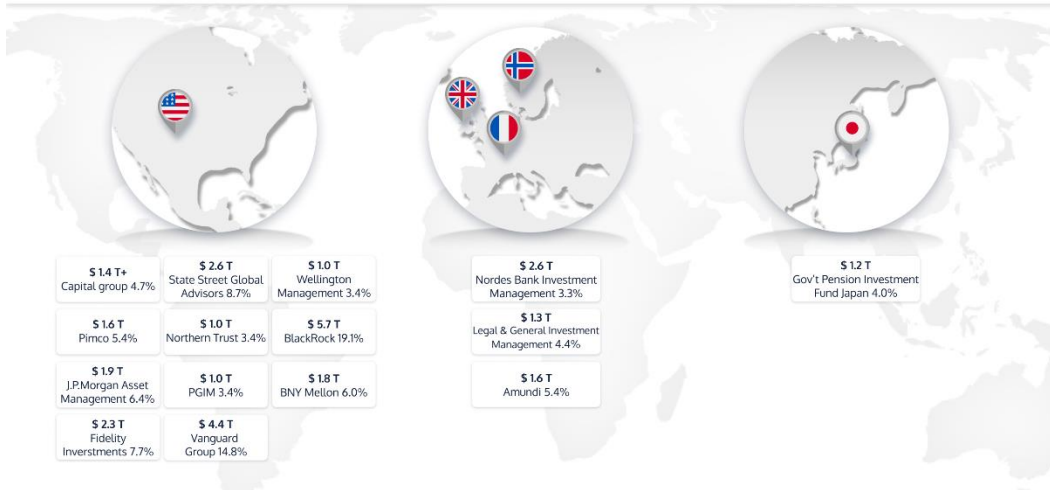 $ 1.4 T+
Capital group 4.7%
$ 2.6 T
State Street Global
Advisors 8.7%
$ 1.0 T
Wellington
Management 3.4%
$ 1.6 T
Pimco 5.4%
$ 1.0 T
Northern Trust 3.4%
$ 5.7 T
BlackRock 19.1%
$ 1.9 T
J.P.Morgan Asset
Management 6.4%
$ 1.0 T
PGIM 3.4%
$ 1.8 T
BNY Mellon 6.0%
$ 2.3 T
Fidelity
Inverstments 7.7%
$ 4.4 T
Vanguard
Group 14.8%
$ 2.6 T
Nordes Bank Investment
Management 3.3%
$ 1.3 T
Legal & General Investment
Management 4.4%
$ 1.6 T
Amundi 5.4%
$ 1.2 T
Gov't Pension Investment
Fund Japan 4.0%